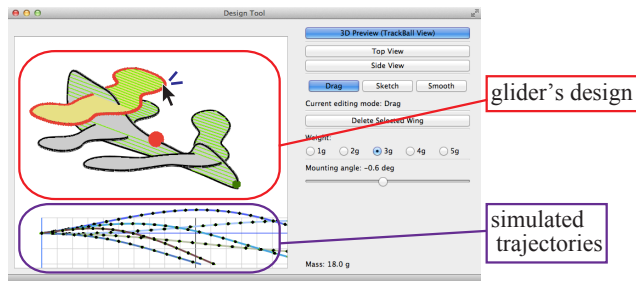 Design Tool
3D Preview (TrackBall View)
Top View
Side View
Drag Sketch Smooth
Current editing mode: Drag
Delete Selected Wing
Weight:
1g 2g 3g 4g 5g
Mounting angle: -0.6 deg
Mass: 18.0 g
glider's design
simulated
trajectories